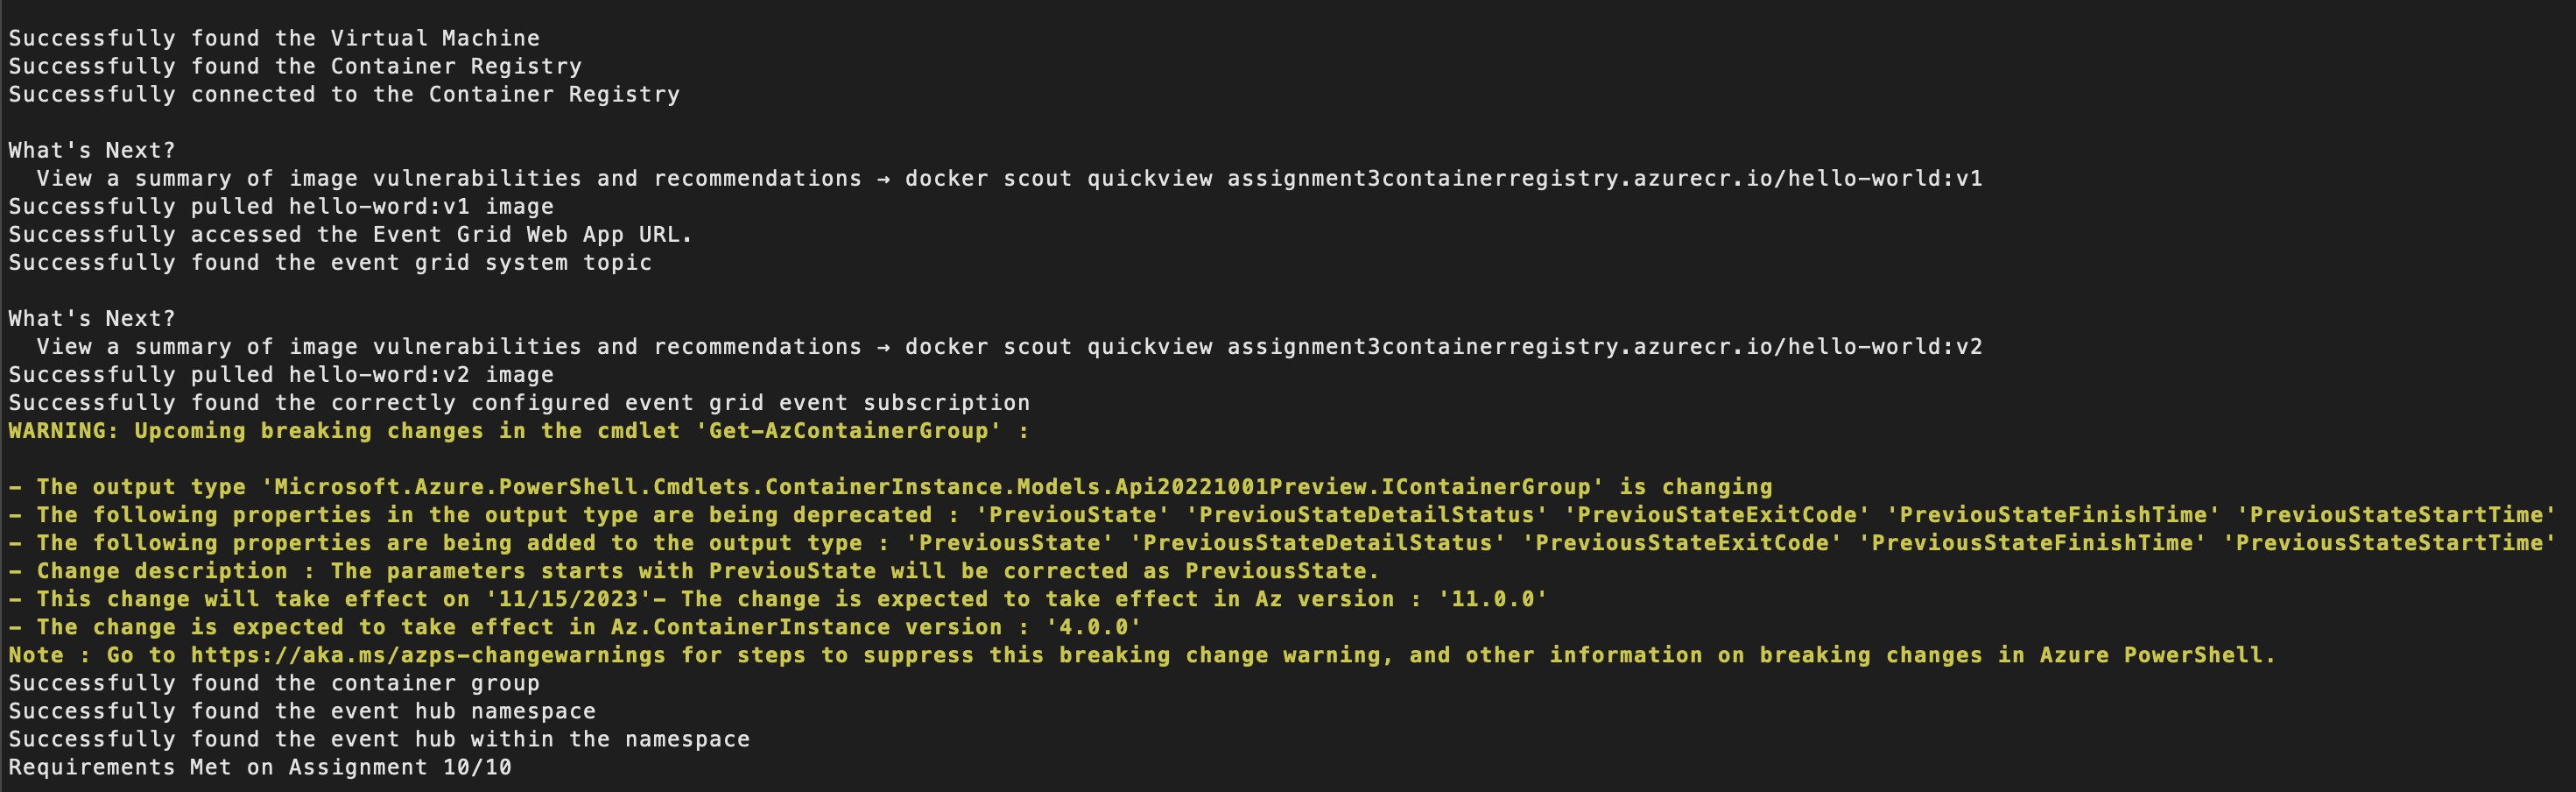 Successfully found the Virtual Machine
Successfully found the Container Registry
Successfully connected to the Container Registry
What's Next?
View a summary of image vulnerabilities and recommendations → docker scout quickview assignment3containerregistry.azurecr.io/hello-world:v1
Successfully pulled hello-word:v1 image
Successfully accessed the Event Grid Web App URL.
Successfully found the event grid system topic
What's Next?
View a summary of image vulnerabilities and recommendations → docker scout quickview assignment3containerregistry.azurecr.io/hello-world:v2
Successfully pulled hello-word:v2 image
Successfully found the correctly configured event grid event subscription
WARNING: Upcoming breaking changes in the cmdlet 'Get-AzContainerGroup' :
- The output type 'Microsoft.Azure.PowerShell.Cmdlets.ContainerInstance.Models.Api20221001Preview.IContainerGroup' is changing
- The following properties in the output type are being deprecated : 'PreviouState' 'PreviouStateDetailStatus' 'PreviouStateExitCode' 'PreviouStateFinishTime' 'PreviouStateStartTime'
- The following properties are being added to the output type : 'PreviousState' 'PreviousStateDetailStatus' 'PreviousStateExitCode' 'PreviousStateFinishTime' 'PreviousStateStartTime'
- Change description : The parameters starts with PreviouState will be corrected as PreviousState.
- This change will take effect on '11/15/2023'- The change is expected to take effect in Az version : '11.0.0'
- The change is expected to take effect in Az.ContainerInstance version : '4.0.0'
Note : Go to https://aka.ms/azps-changewarnings for steps to suppress this breaking change warning, and other information on breaking changes in Azure PowerShell.
Successfully found the container group
Successfully found the event hub namespace
Successfully found the event hub within the namespace
Requirements Met on Assignment 10/10